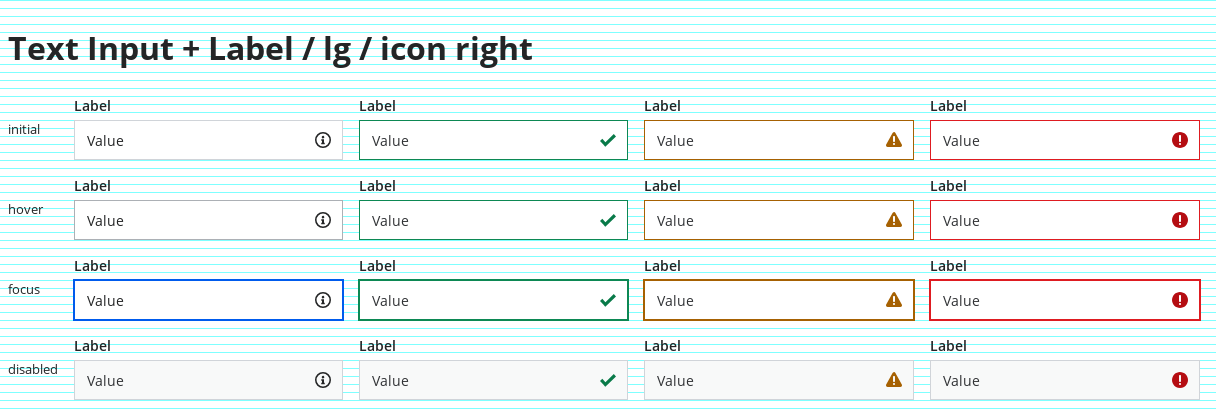 Text Input + Label / lg / icon right
Label Label Label Label
initial Value Value Value Value
Label Label Label Label
hover Value Value Value Value
Label Label Label Label
focus Value Value Value Value
Label Label Label Label
disabled Value Value Value Value